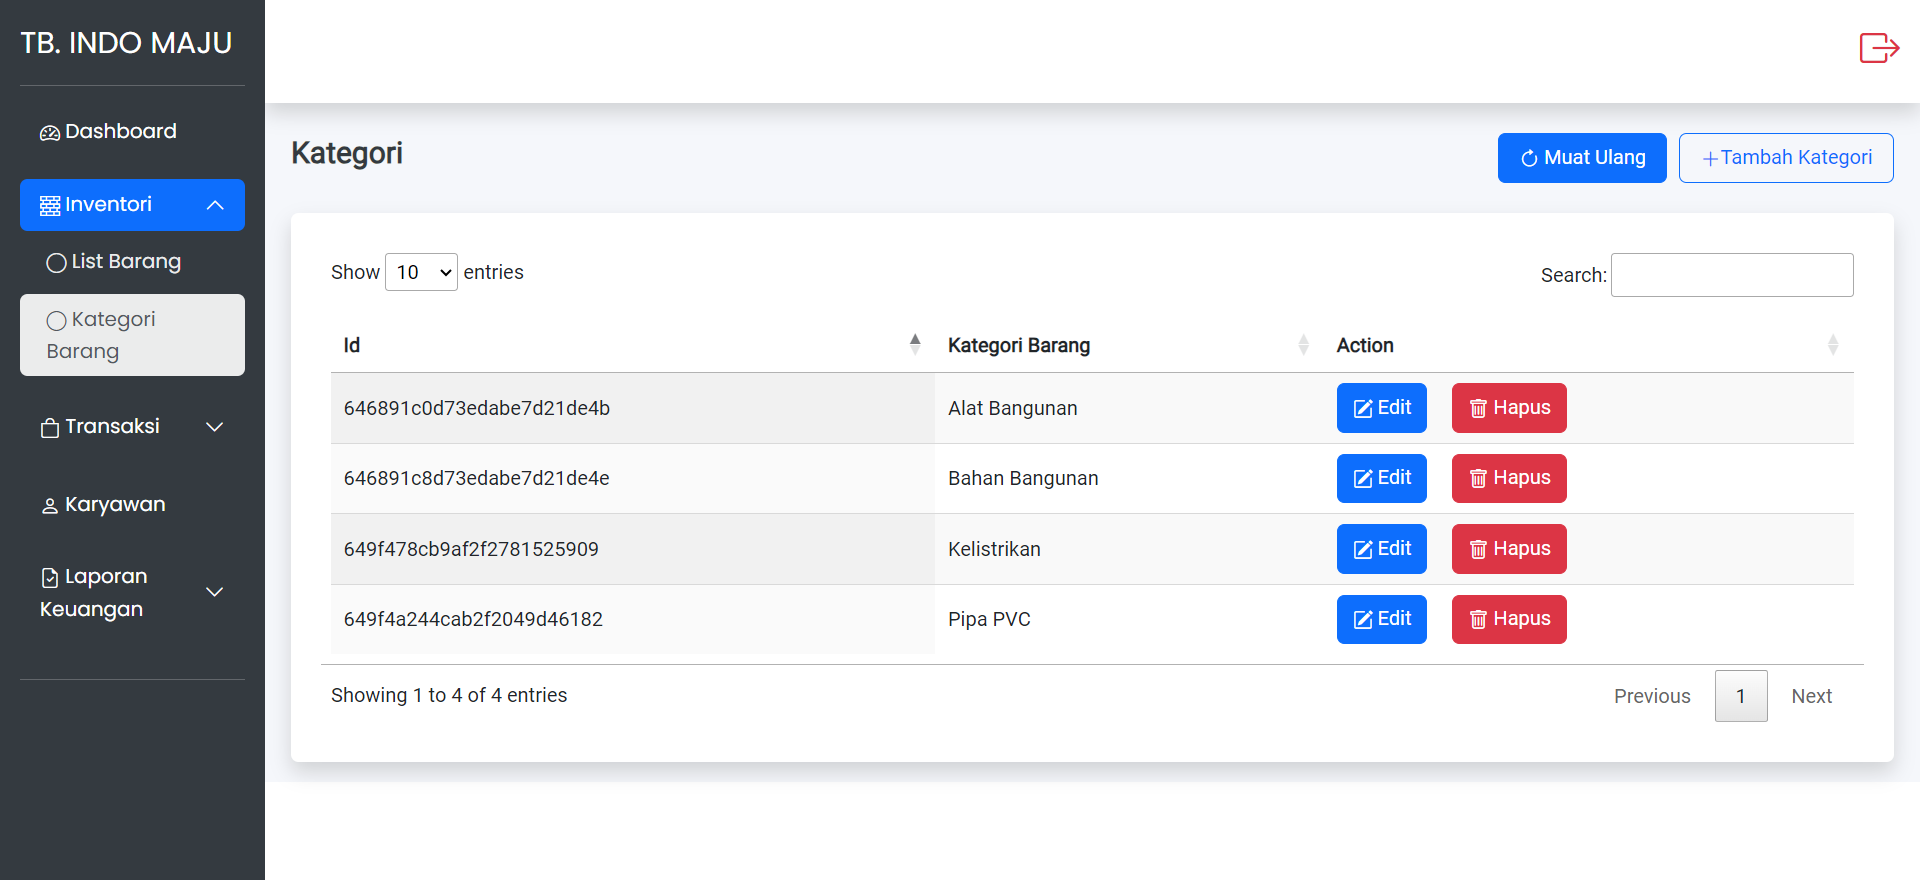 TB. INDO MAJU
Dashboard
Inventori
List Barang
Kategori
Barang
Transaksi
Karyawan
Laporan
Keuangan
Kategori
Muat Ulang
+Tambah Kategori
Show 10 entries
Search:
Id Kategori Barang Action
646891c0d73edabe7d21de4b Alat Bangunan Edit Hapus
646891c8d73edabe7d21de4e Bahan Bangunan Edit Hapus
649f478cb9af2f2781525909 Kelistrikan Edit Hapus
649f4a244cab2f2049d46182 Pipa PVC Edit Hapus
Showing 1 to 4 of 4 entries
Previous 1 Next